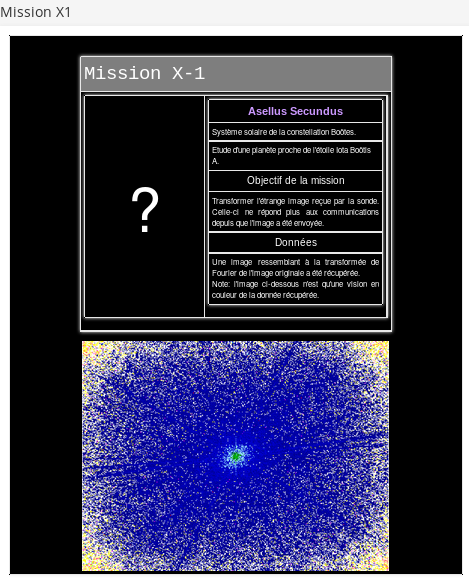 Mission X1
Mission X-1
?
Asellus Secundus
Système solaire de la constellation Boötes.
Etude d'une planète proche de l'étoile Iota Boötis
A.
Objectif de la mission
Transformer l'étrange image reçue par la sonde.
Celle-ci ne répond plus aux communications
depuis que l'image a été envoyée.
Données
Une image ressemblant à la transformée de
Fourier de l'image originale a été récupérée.
Note: l'image ci-dessous n'est qu'une vision en
couleur de la donnée récupérée.